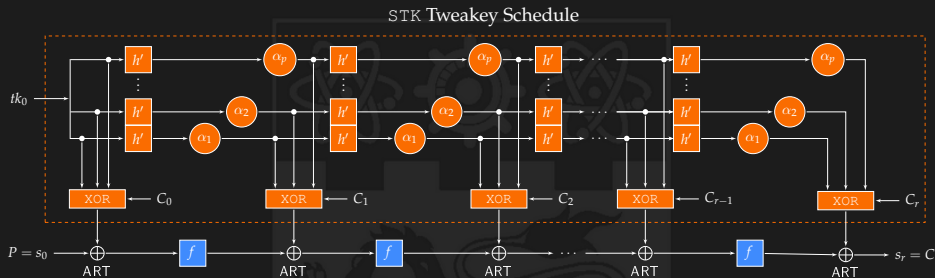 STK Tweakey Schedule
h′ αₚ h′ αₚ h′ ··· h′ αₚ
⋮ ⋮ ⋮ ··· ⋮
tk₀ h′ α₂ h′ α₂ h′ ··· h′ α₂
h′ α₁ h′ α₁ h′ ··· h′ α₁
XOR C₀ XOR C₁ XOR C₂ XOR Cᵣ₋₁ XOR Cᵣ
P = s₀ f f ··· f sᵣ = C
ART ART ART ART ART